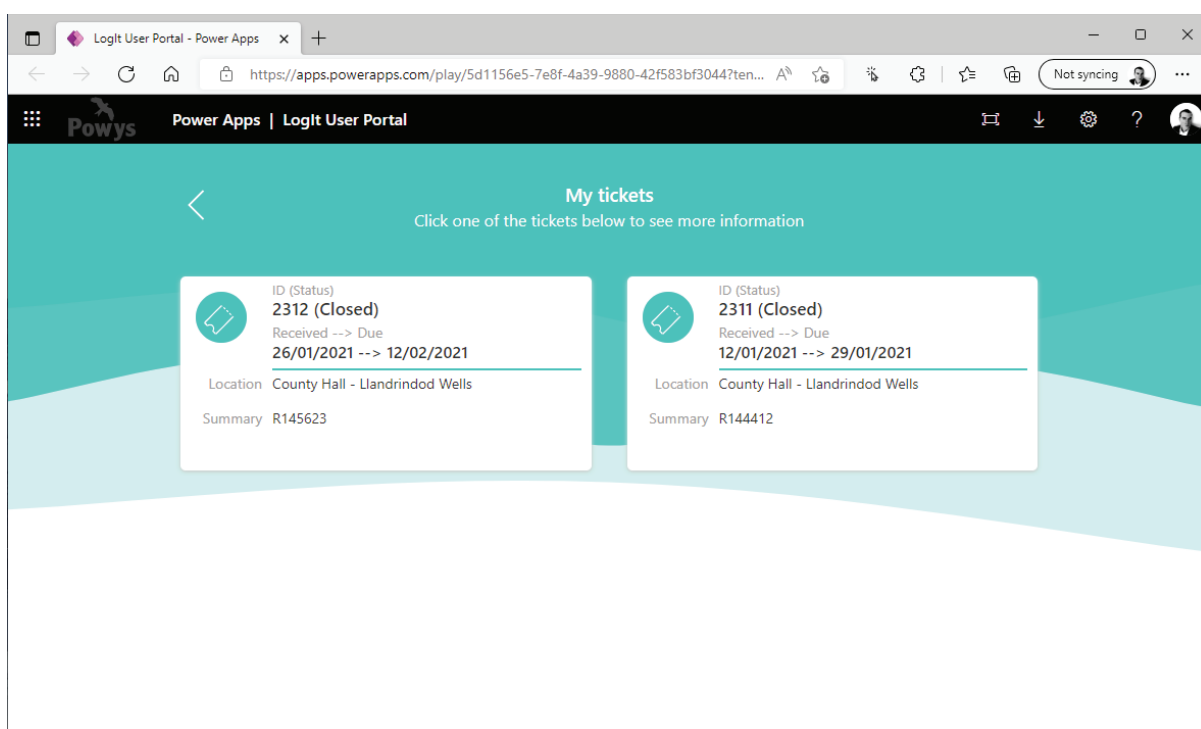 LogIt User Portal - Power Apps
https://apps.powerapps.com/play/5d1156e5-7e8f-4a39-9880-42f583bf3044?ten...
Not syncing
Powys
Power Apps | LogIt User Portal
?
My tickets
Click one of the tickets below to see more information
ID (Status)
2312 (Closed)
Received --> Due
26/01/2021 --> 12/02/2021
Location County Hall - Llandrindod Wells
Summary R145623
ID (Status)
2311 (Closed)
Received --> Due
12/01/2021 --> 29/01/2021
Location County Hall - Llandrindod Wells
Summary R144412